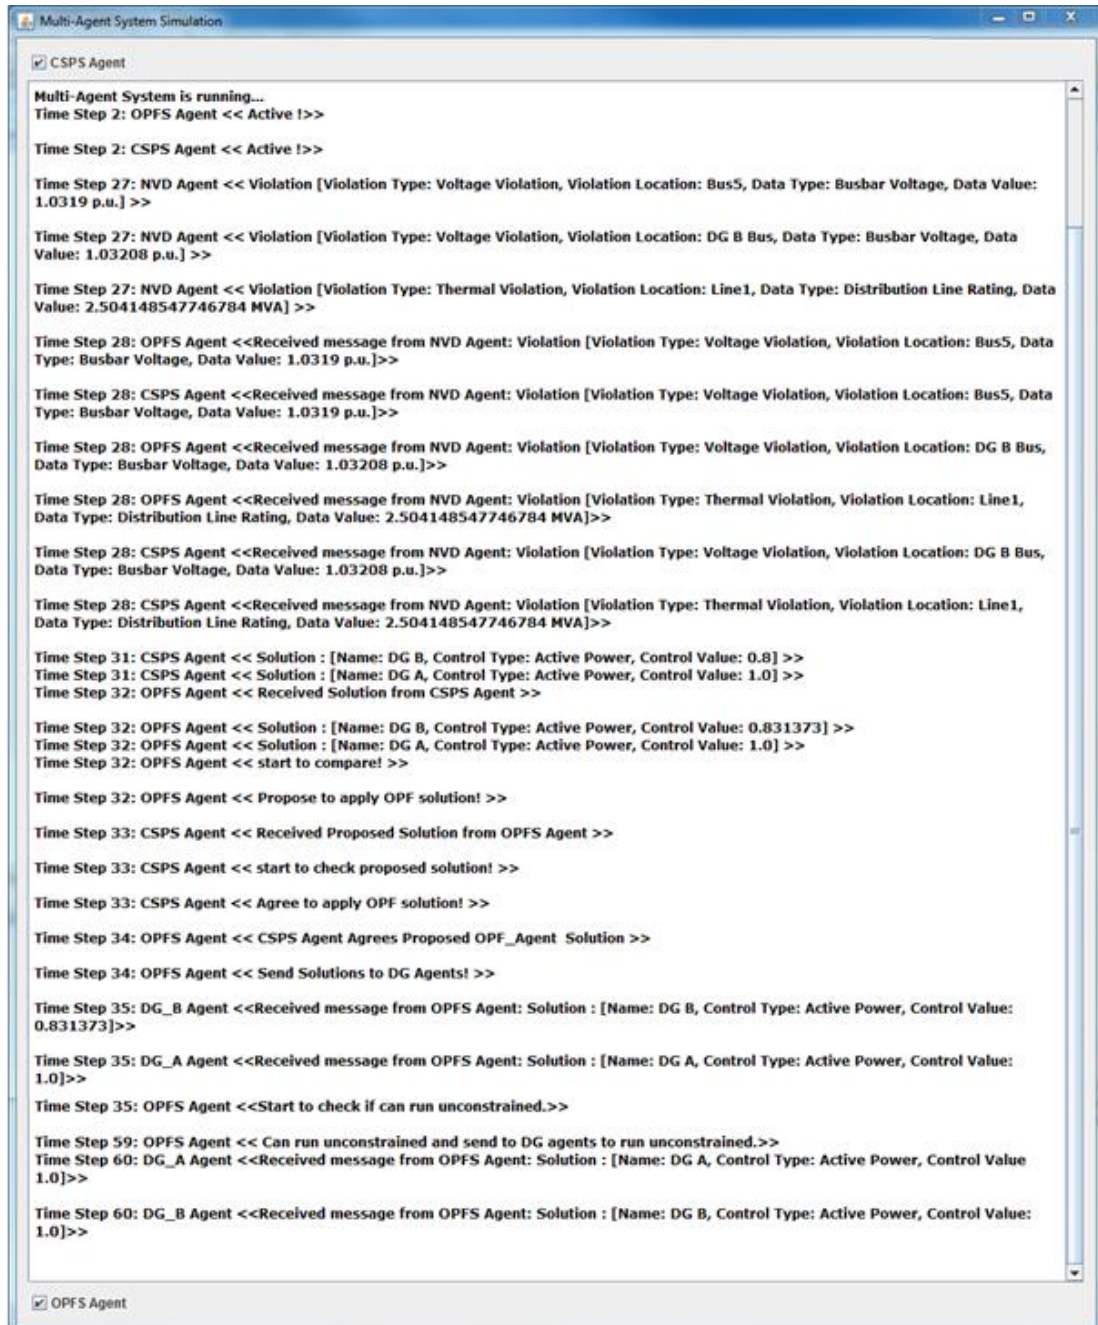 Multi-Agent System Simulation
CSPS Agent
Multi-Agent System is running...
Time Step 2: OPFS Agent << Active !>>
Time Step 2: CSPS Agent << Active !>>
Time Step 27: NVD Agent << Violation [Violation Type: Voltage Violation, Violation Location: Bus5, Data Type: Busbar Voltage, Data Value:
1.0319 p.u.] >>
Time Step 27: NVD Agent << Violation [Violation Type: Voltage Violation, Violation Location: DG B Bus, Data Type: Busbar Voltage, Data
Value: 1.03208 p.u.] >>
Time Step 27: NVD Agent << Violation [Violation Type: Thermal Violation, Violation Location: Line1, Data Type: Distribution Line Rating, Data
Value: 2.504148547746784 MVA] >>
Time Step 28: OPFS Agent <<Received message from NVD Agent: Violation [Violation Type: Voltage Violation, Violation Location: Bus5, Data
Type: Busbar Voltage, Data Value: 1.0319 p.u.]>>
Time Step 28: CSPS Agent <<Received message from NVD Agent: Violation [Violation Type: Voltage Violation, Violation Location: Bus5, Data
Type: Busbar Voltage, Data Value: 1.0319 p.u.]>>
Time Step 28: OPFS Agent <<Received message from NVD Agent: Violation [Violation Type: Voltage Violation, Violation Location: DG B Bus,
Data Type: Busbar Voltage, Data Value: 1.03208 p.u.]>>
Time Step 28: OPFS Agent <<Received message from NVD Agent: Violation [Violation Type: Thermal Violation, Violation Location: Line1,
Data Type: Distribution Line Rating, Data Value: 2.504148547746784 MVA]>>
Time Step 28: CSPS Agent <<Received message from NVD Agent: Violation [Violation Type: Voltage Violation, Violation Location: DG B Bus,
Data Type: Busbar Voltage, Data Value: 1.03208 p.u.]>>
Time Step 28: CSPS Agent <<Received message from NVD Agent: Violation [Violation Type: Thermal Violation, Violation Location: Line1,
Data Type: Distribution Line Rating, Data Value: 2.504148547746784 MVA]>>
Time Step 31: CSPS Agent << Solution : [Name: DG B, Control Type: Active Power, Control Value: 0.8] >>
Time Step 31: CSPS Agent << Solution : [Name: DG A, Control Type: Active Power, Control Value: 1.0] >>
Time Step 32: OPFS Agent << Received Solution from CSPS Agent >>
Time Step 32: OPFS Agent << Solution : [Name: DG B, Control Type: Active Power, Control Value: 0.831373] >>
Time Step 32: OPFS Agent << Solution : [Name: DG A, Control Type: Active Power, Control Value: 1.0] >>
Time Step 32: OPFS Agent << start to compare! >>
Time Step 32: OPFS Agent << Propose to apply OPF solution! >>
Time Step 33: CSPS Agent << Received Proposed Solution from OPFS Agent >>
Time Step 33: CSPS Agent << start to check proposed solution! >>
Time Step 33: CSPS Agent << Agree to apply OPF solution! >>
Time Step 34: OPFS Agent << CSPS Agent Agrees Proposed OPF_Agent  Solution >>
Time Step 34: OPFS Agent << Send Solutions to DG Agents! >>
Time Step 35: DG_B Agent <<Received message from OPFS Agent: Solution : [Name: DG B, Control Type: Active Power, Control Value:
0.831373]>>
Time Step 35: DG_A Agent <<Received message from OPFS Agent: Solution : [Name: DG A, Control Type: Active Power, Control Value:
1.0]>>
Time Step 35: OPFS Agent <<Start to check if can run unconstrained.>>
Time Step 59: OPFS Agent << Can run unconstrained and send to DG agents to run unconstrained.>>
Time Step 60: DG_A Agent <<Received message from OPFS Agent: Solution : [Name: DG A, Control Type: Active Power, Control Value
1.0]>>
Time Step 60: DG_B Agent <<Received message from OPFS Agent: Solution : [Name: DG B, Control Type: Active Power, Control Value:
1.0]>>
OPFS Agent